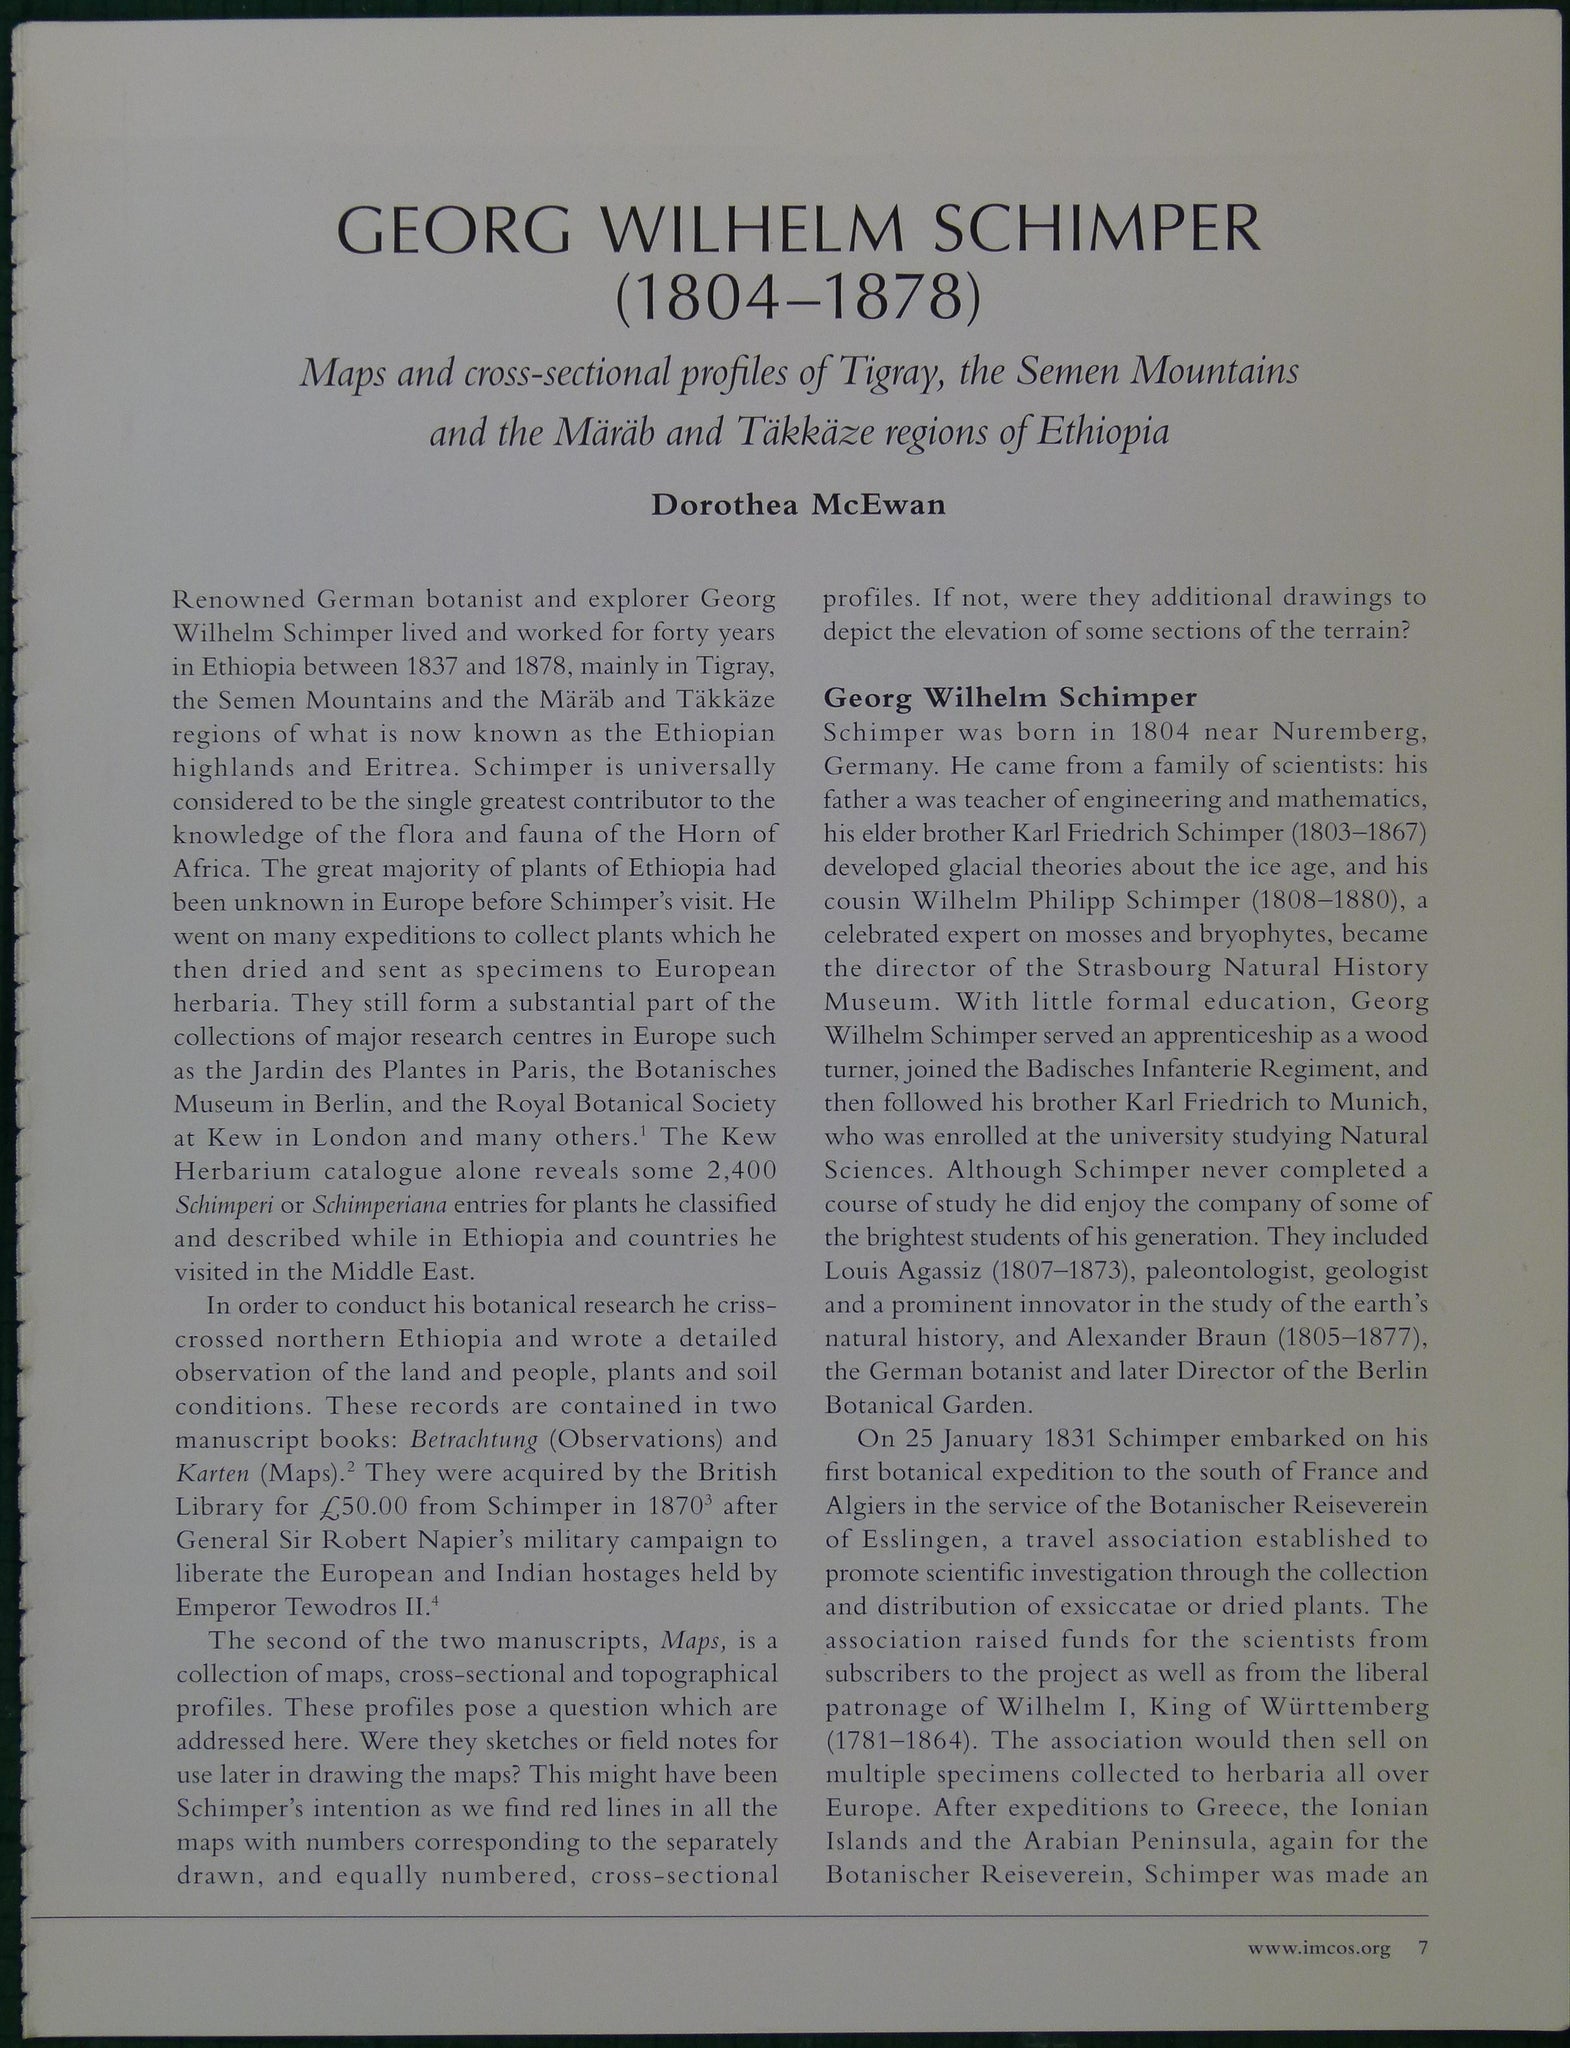 GEORG WILHELM SCHIMPER
(1804–1878)
Maps and cross-sectional profiles of Tigray, the Semen Mountains
and the Märäb and Täkkäze regions of Ethiopia
Dorothea McEwan
Renowned German botanist and explorer Georg
Wilhelm Schimper lived and worked for forty years
in Ethiopia between 1837 and 1878, mainly in Tigray,
the Semen Mountains and the Märäb and Täkkäze
regions of what is now known as the Ethiopian
highlands and Eritrea. Schimper is universally
considered to be the single greatest contributor to the
knowledge of the flora and fauna of the Horn of
Africa. The great majority of plants of Ethiopia had
been unknown in Europe before Schimper's visit. He
went on many expeditions to collect plants which he
then dried and sent as specimens to European
herbaria. They still form a substantial part of the
collections of major research centres in Europe such
as the Jardin des Plantes in Paris, the Botanisches
Museum in Berlin, and the Royal Botanical Society
at Kew in London and many others.¹ The Kew
Herbarium catalogue alone reveals some 2,400
Schimperi or Schimperiana entries for plants he classified
and described while in Ethiopia and countries he
visited in the Middle East.
In order to conduct his botanical research he criss-
crossed northern Ethiopia and wrote a detailed
observation of the land and people, plants and soil
conditions. These records are contained in two
manuscript books: Betrachtung (Observations) and
Karten (Maps).² They were acquired by the British
Library for £50.00 from Schimper in 1870³ after
General Sir Robert Napier's military campaign to
liberate the European and Indian hostages held by
Emperor Tewodros II.⁴
The second of the two manuscripts, Maps, is a
collection of maps, cross-sectional and topographical
profiles. These profiles pose a question which are
addressed here. Were they sketches or field notes for
use later in drawing the maps? This might have been
Schimper's intention as we find red lines in all the
maps with numbers corresponding to the separately
drawn, and equally numbered, cross-sectional
profiles. If not, were they additional drawings to
depict the elevation of some sections of the terrain?
Georg Wilhelm Schimper
Schimper was born in 1804 near Nuremberg,
Germany. He came from a family of scientists: his
father a was teacher of engineering and mathematics,
his elder brother Karl Friedrich Schimper (1803–1867)
developed glacial theories about the ice age, and his
cousin Wilhelm Philipp Schimper (1808–1880), a
celebrated expert on mosses and bryophytes, became
the director of the Strasbourg Natural History
Museum. With little formal education, Georg
Wilhelm Schimper served an apprenticeship as a wood
turner, joined the Badisches Infanterie Regiment, and
then followed his brother Karl Friedrich to Munich,
who was enrolled at the university studying Natural
Sciences. Although Schimper never completed a
course of study he did enjoy the company of some of
the brightest students of his generation. They included
Louis Agassiz (1807–1873), paleontologist, geologist
and a prominent innovator in the study of the earth's
natural history, and Alexander Braun (1805–1877),
the German botanist and later Director of the Berlin
Botanical Garden.
On 25 January 1831 Schimper embarked on his
first botanical expedition to the south of France and
Algiers in the service of the Botanischer Reiseverein
of Esslingen, a travel association established to
promote scientific investigation through the collection
and distribution of exsiccatae or dried plants. The
association raised funds for the scientists from
subscribers to the project as well as from the liberal
patronage of Wilhelm I, King of Württemberg
(1781–1864). The association would then sell on
multiple specimens collected to herbaria all over
Europe. After expeditions to Greece, the Ionian
Islands and the Arabian Peninsula, again for the
Botanischer Reiseverein, Schimper was made an
www.imcos.org 7